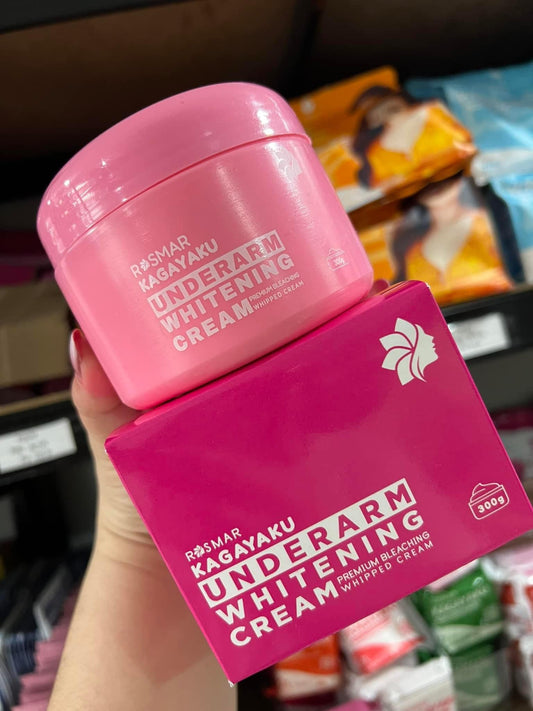 ROSMAR
KAGAYAKU
UNDERARM
WHITENING
CREAM PREMIUM BLEACHING
WHIPPED CREAM
300g
ROSMAR
KAGAYAKU
UNDERARM
WHITENING
CREAM PREMIUM BLEACHING
WHIPPED CREAM
300g